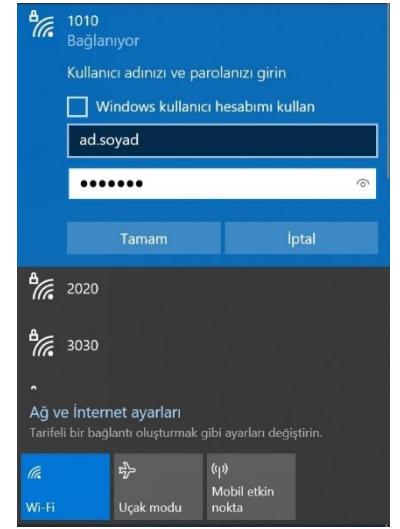 1010
Bağlanıyor
Kullanıcı adınızı ve parolanızı girin
Windows kullanıcı hesabımı kullan
ad.soyad
•••••••
Tamam
İptal
2020
3030
Ağ ve İnternet ayarları
Tarifeli bir bağlantı oluşturmak gibi ayarları değiştirin.
Wi-Fi
Uçak modu
Mobil etkin
nokta